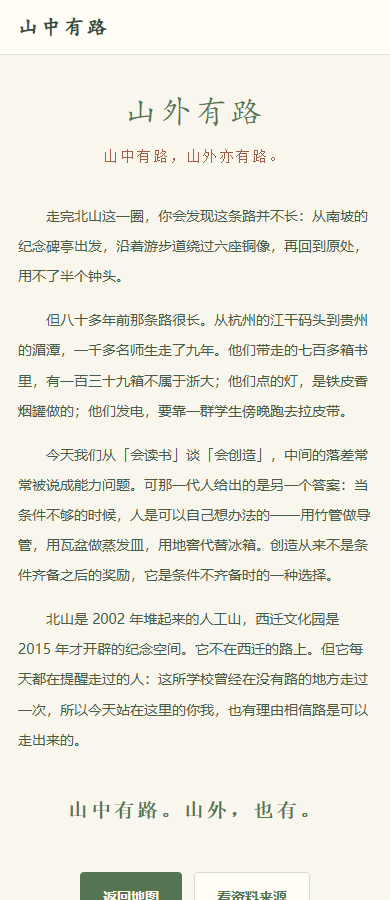 山中有路
山外有路
山中有路，山外亦有路。
走完北山这一圈，你会发现这条路并不长：从南坡的
纪念碑亭出发，沿着游步道绕过六座铜像，再回到原处，
用不了半个钟头。
但八十多年前那条路很长。从杭州的江干码头到贵州
的湄潭，一千多名师生走了九年。他们带走的七百多箱书
里，有一百三十九箱不属于浙大；他们点的灯，是铁皮香
烟罐做的；他们发电，要靠一群学生傍晚跑去拉皮带。
今天我们从「会读书」谈「会创造」，中间的落差常
常被说成能力问题。可那一代人给出的是另一个答案：当
条件不够的时候，人是可以自己想办法的——用竹管做导
管，用瓦盆做蒸发皿，用地窖代替冰箱。创造从来不是条
件齐备之后的奖励，它是条件不齐备时的一种选择。
北山是 2002 年堆起来的人工山，西迁文化园是
2015 年才开辟的纪念空间。它不在西迁的路上。但它每
天都在提醒走过的人：这所学校曾经在没有路的地方走过
一次，所以今天站在这里的你我，也有理由相信路是可以
走出来的。
山中有路。山外，也有。
返回地图 看资料来源